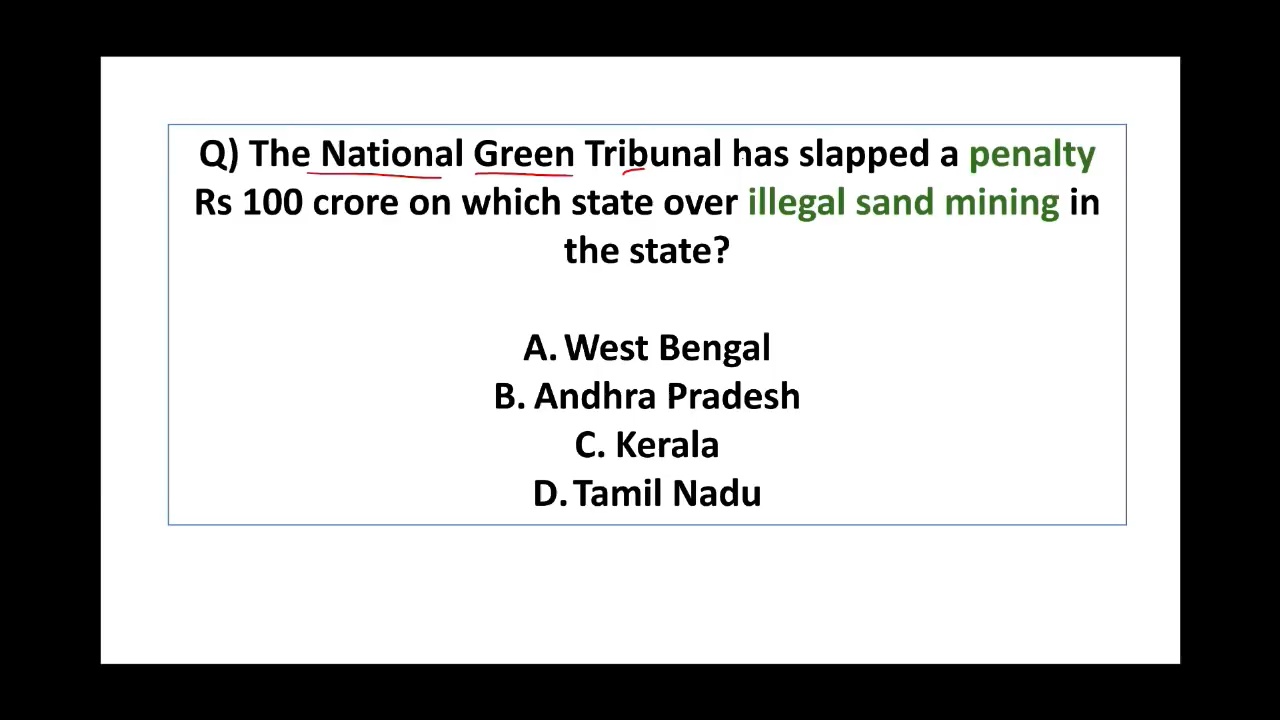 Q) The National Green Tribunal has slapped a penalty
Rs 100 crore on which state over illegal sand mining in
the state?
A. West Bengal
B. Andhra Pradesh
C. Kerala
D. Tamil Nadu